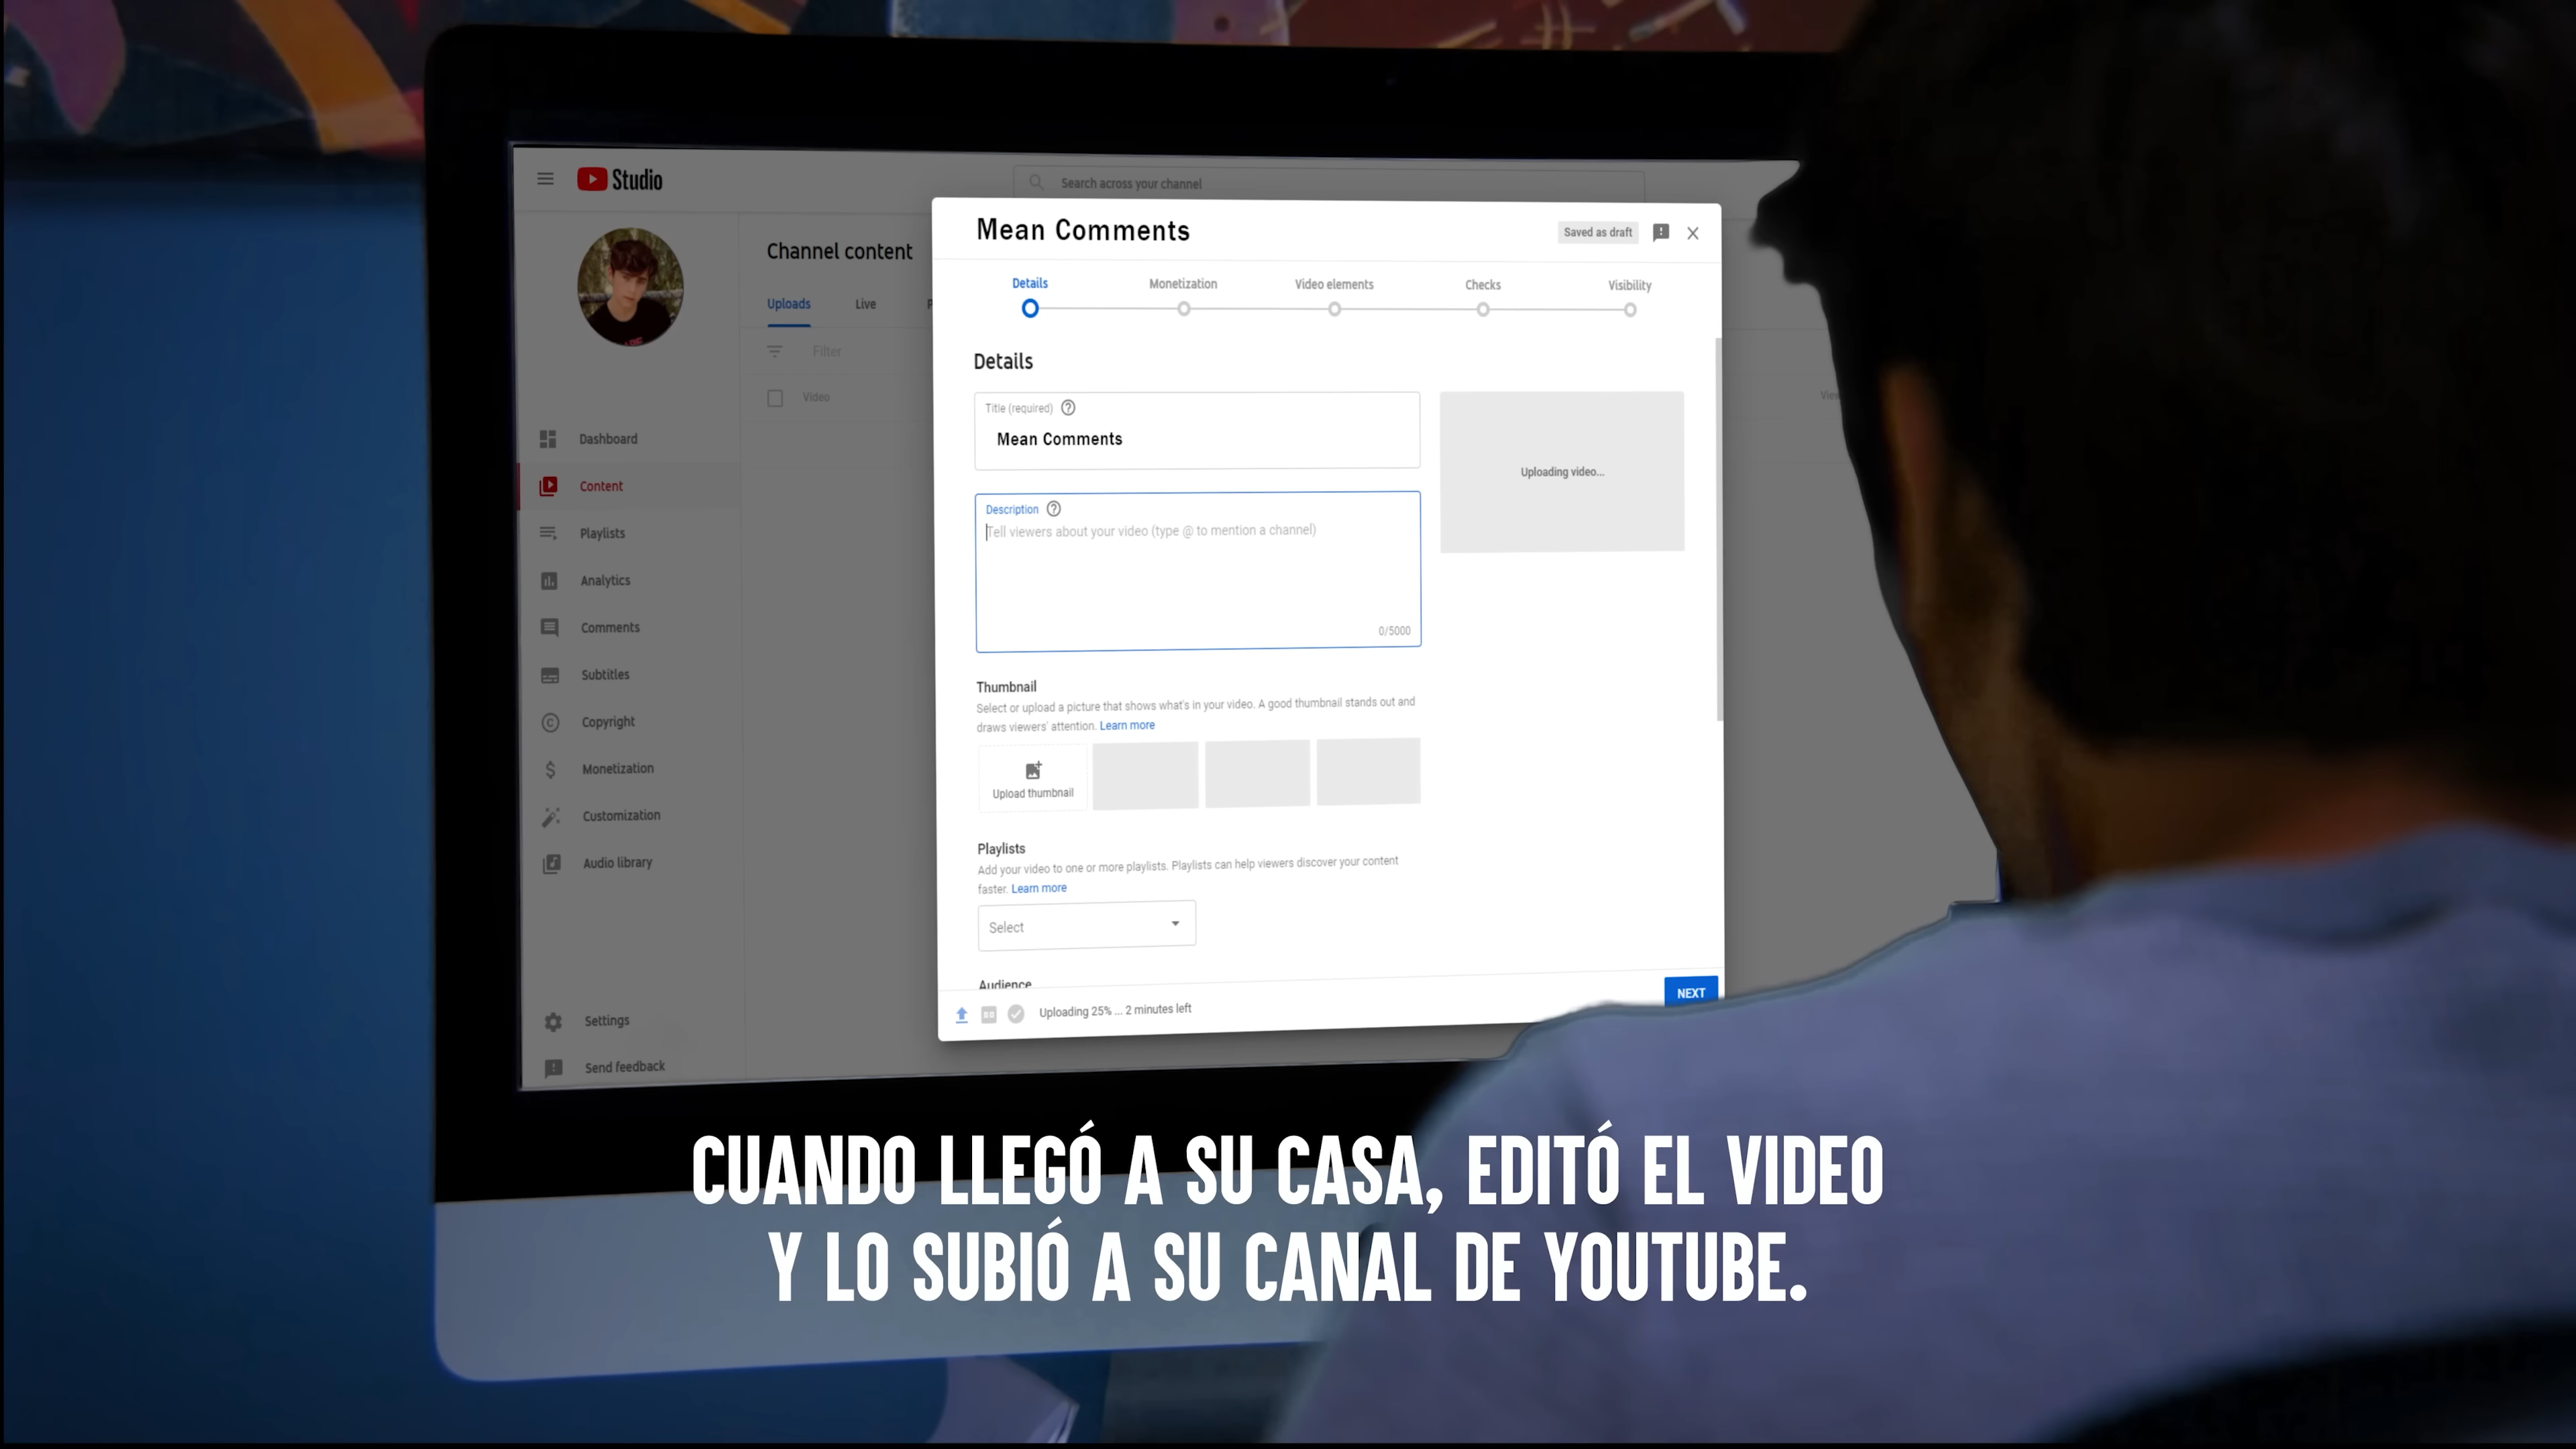 Studio
Search across your channel
Channel content
Uploads
Live
Filter
Video
Dashboard
Content
Playlists
Analytics
Comments
Subtitles
Copyright
Monetization
Customization
Audio library
Settings
Send feedback
Mean Comments
Saved as draft
Details
Monetization
Video elements
Checks
Visibility
Details
Title (required)
Mean Comments
Uploading video...
Description
Tell viewers about your video (type @ to mention a channel)
0/5000
Thumbnail
Select or upload a picture that shows what's in your video. A good thumbnail stands out and
draws viewers' attention. Learn more
Upload thumbnail
Playlists
Add your video to one or more playlists. Playlists can help viewers discover your content
faster. Learn more
Select
Audience
Uploading 25% ... 2 minutes left
NEXT
CUANDO LLEGÓ A SU CASA, EDITÓ EL VIDEO
Y LO SUBIÓ A SU CANAL DE YOUTUBE.